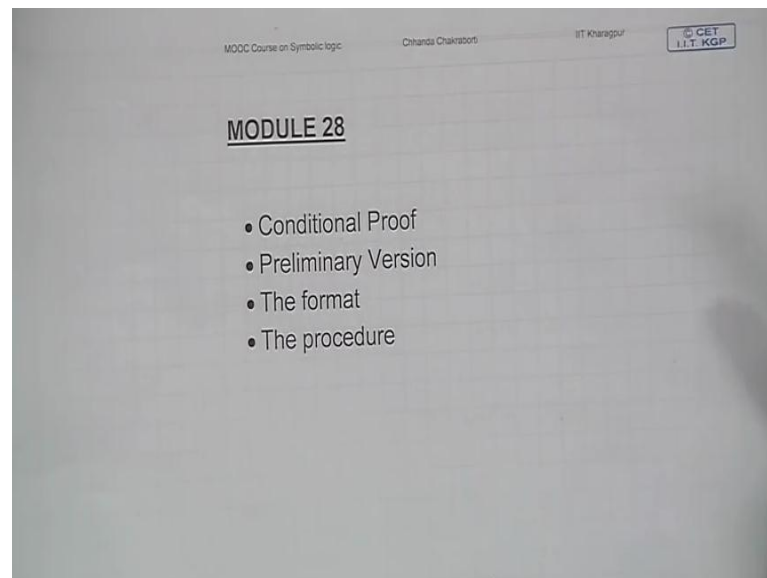 MOOC Course on Symbolic logic Chhanda Chakraborti IIT Kharagpur © CET
I.I.T. KGP
MODULE 28
• Conditional Proof
• Preliminary Version
• The format
• The procedure